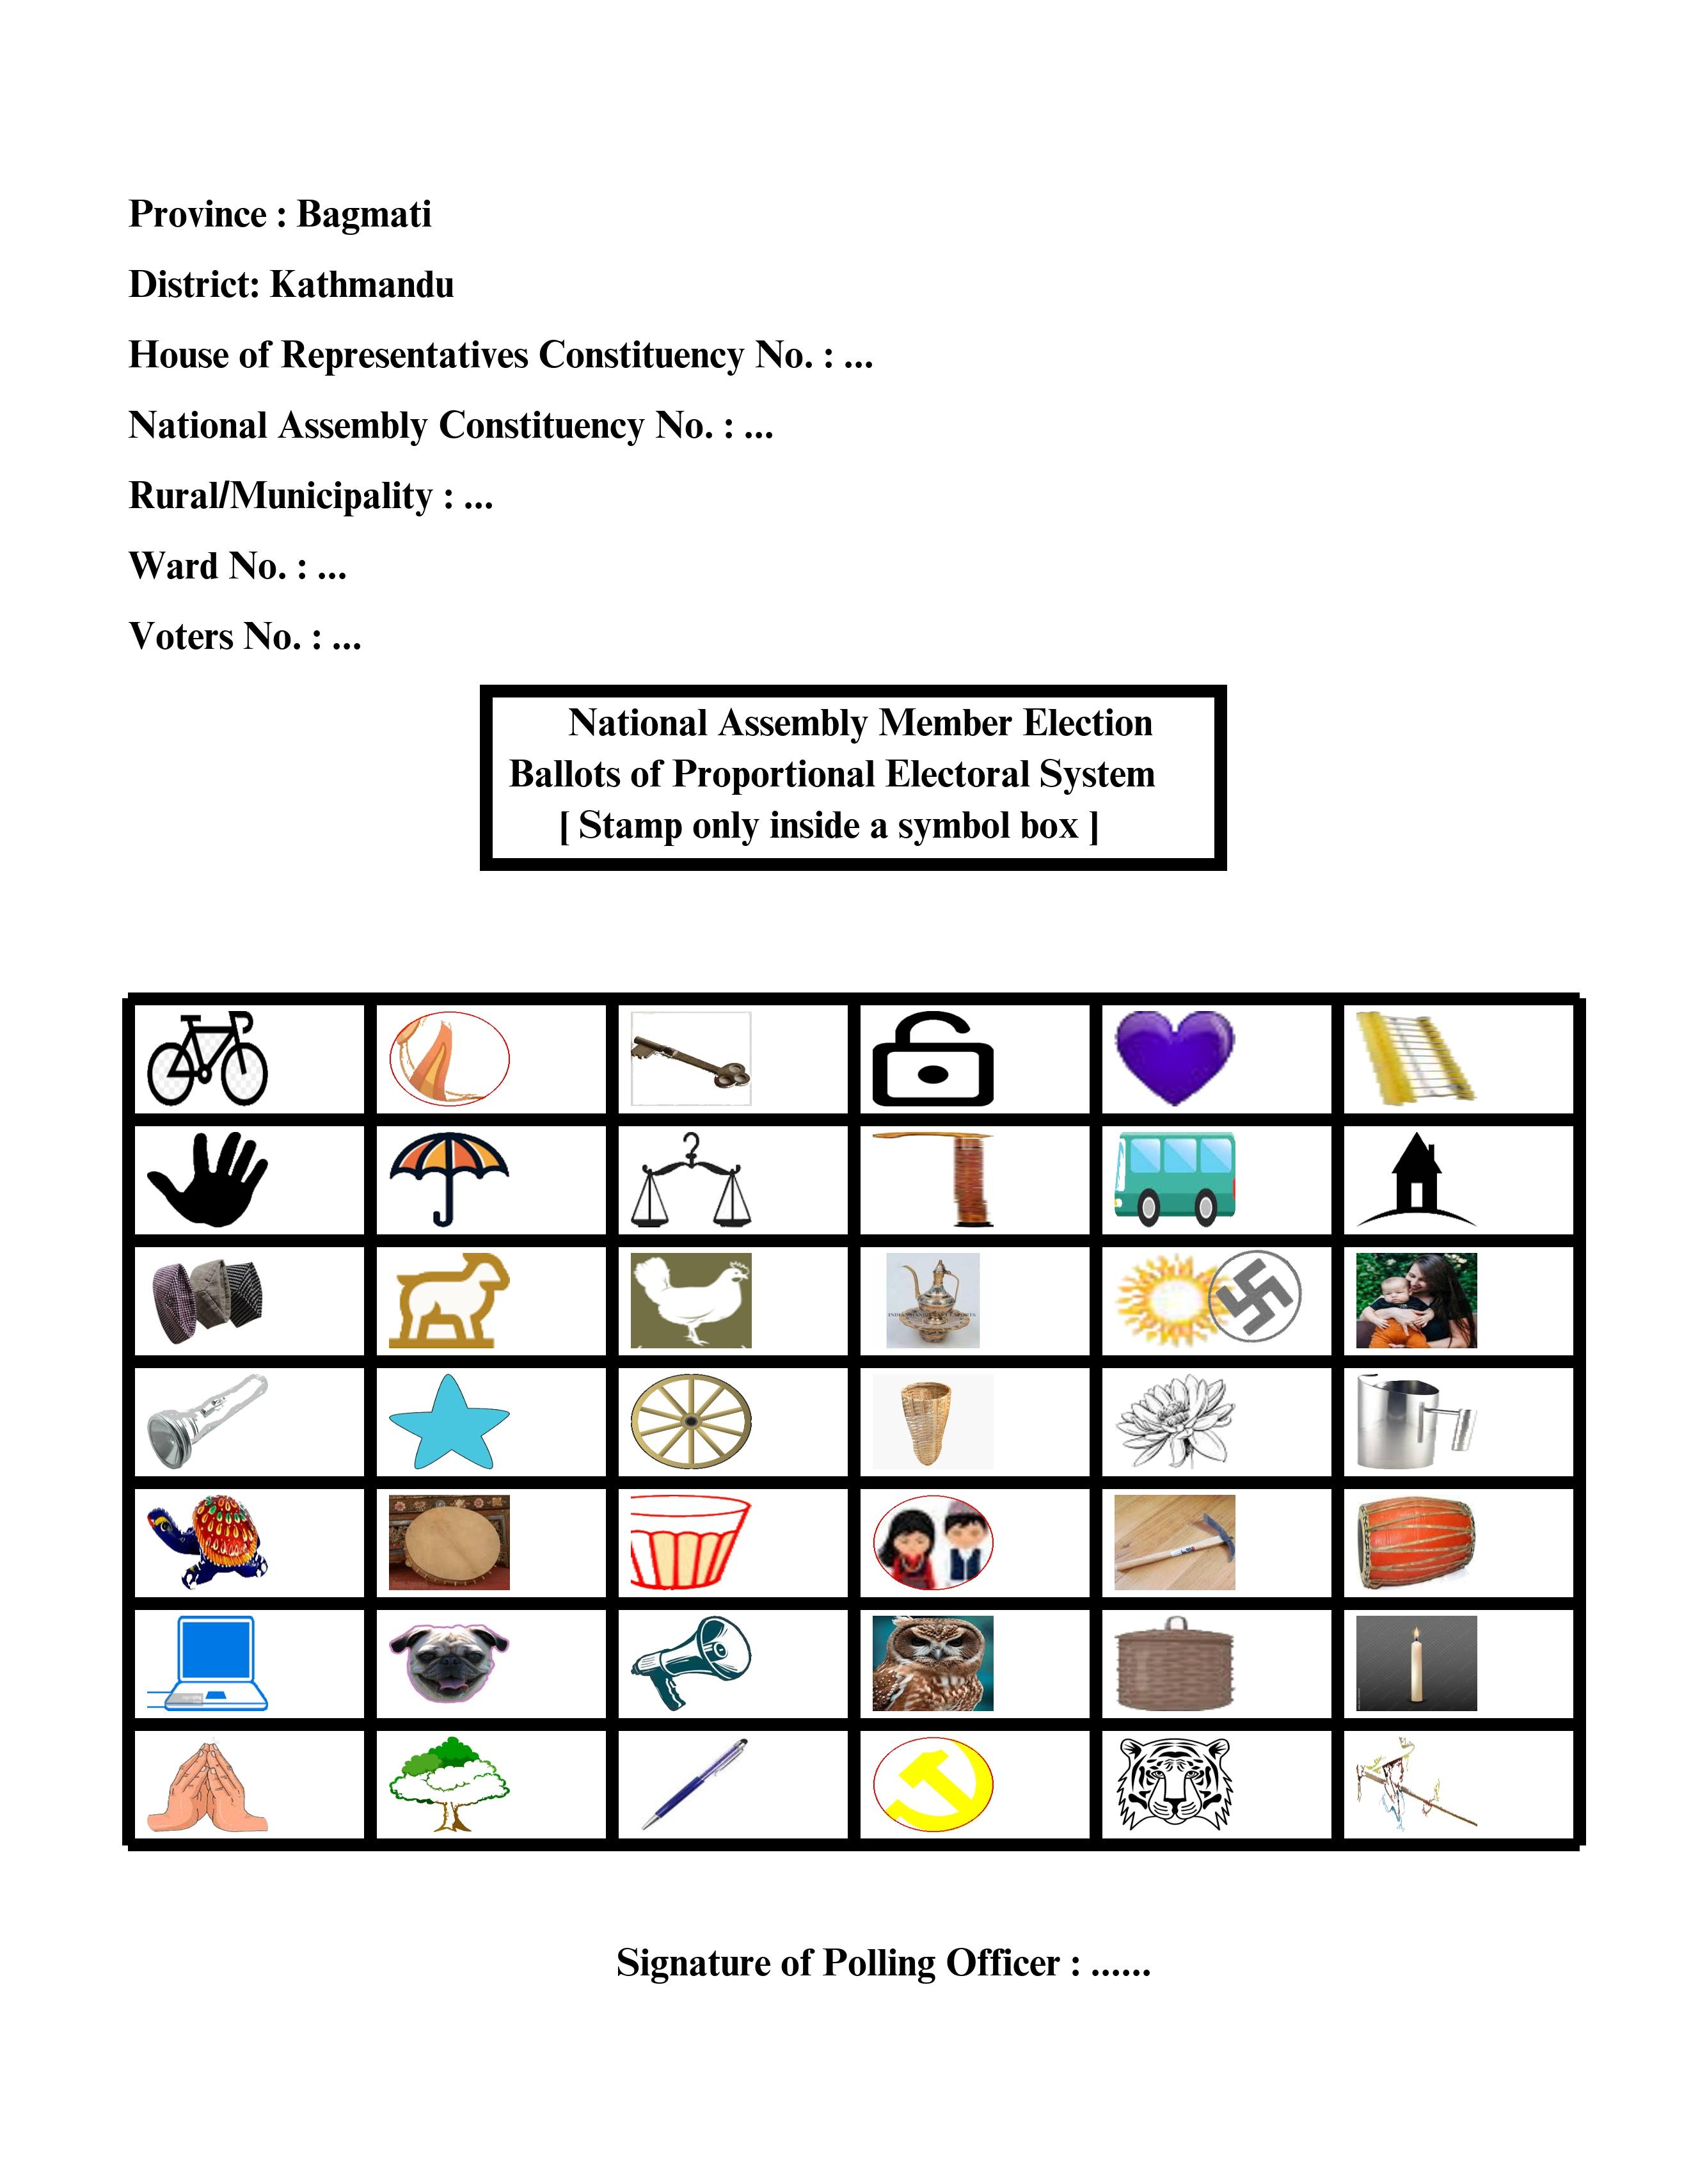 Province : Bagmati
District: Kathmandu
House of Representatives Constituency No. : ...
National Assembly Constituency No. : ...
Rural/Municipality : ...
Ward No. : ...
Voters No. : ...
National Assembly Member Election
Ballots of Proportional Electoral System
[ Stamp only inside a symbol box ]
Signature of Polling Officer : ......